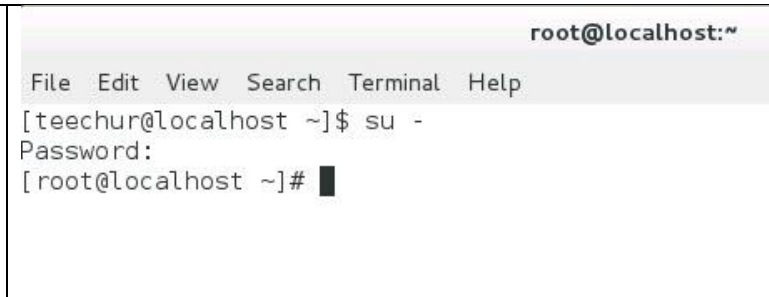 root@localhost:~
File Edit View Search Terminal Help
[teechur@localhost ~]$ su -
Password:
[root@localhost ~]#